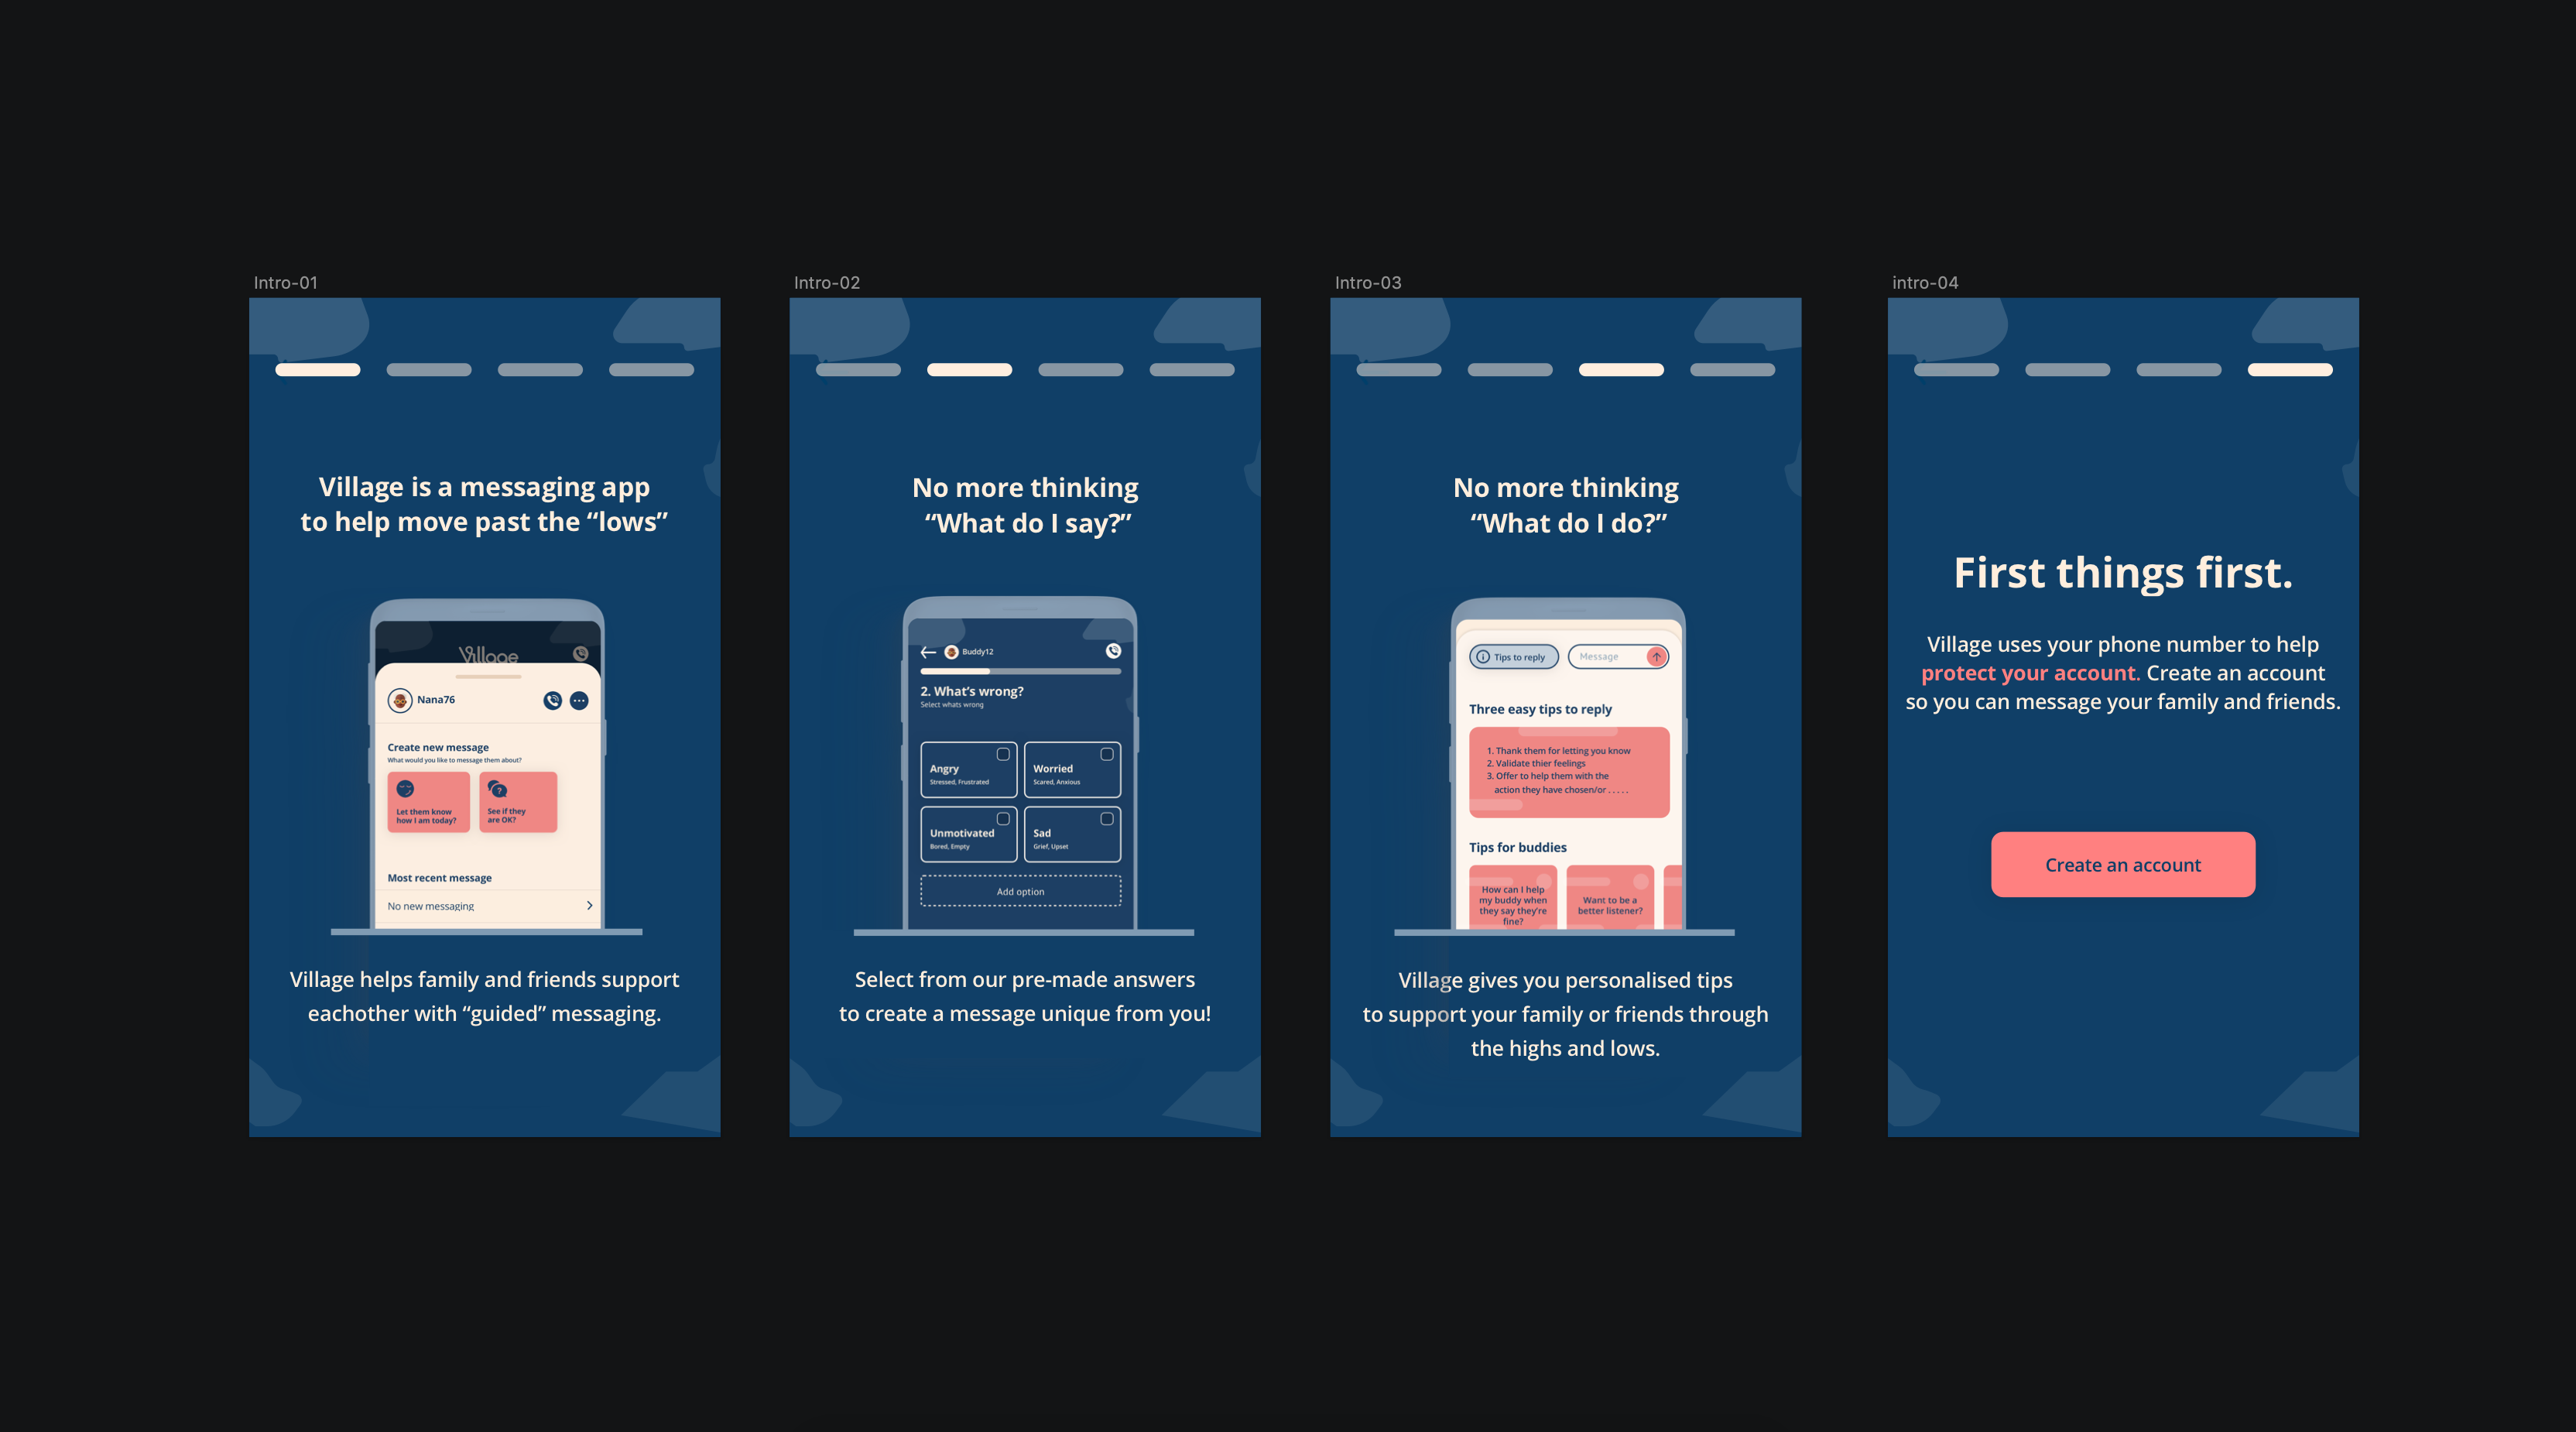 Intro-01
Village is a messaging app
to help move past the “lows”
Village
Nana76
Create new message
What would you like to message them about?
Let them know
how I am today?
See if they
are OK?
Most recent message
No new messaging
Village helps family and friends support
eachother with “guided” messaging.
Intro-02
No more thinking
“What do I say?”
Buddy12
2. What’s wrong?
Select whats wrong
Angry
Stressed, Frustrated
Worried
Scared, Anxious
Unmotivated
Bored, Empty
Sad
Grief, Upset
Add option
Select from our pre-made answers
to create a message unique from you!
Intro-03
No more thinking
“What do I do?”
Tips to reply
Message
Three easy tips to reply
1. Thank them for letting you know
2. Validate thier feelings
3. Offer to help them with the
action they have chosen/or . . . . .
Tips for buddies
How can I help
my buddy when
they say they’re
fine?
Want to be a
better listener?
Village gives you personalised tips
to support your family or friends through
the highs and lows.
intro-04
First things first.
Village uses your phone number to help
protect your account. Create an account
so you can message your family and friends.
Create an account